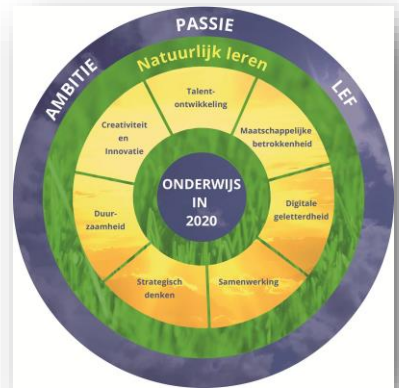 PASSIE
AMBITIE
LEF
Natuurlijk leren
Talent-
ontwikkeling
Creativiteit
en
Innovatie
Maatschappelijke
betrokkenheid
ONDERWIJS
IN
2020
Duur-
zaamheid
Digitale
geletterdheid
Strategisch
denken
Samenwerking